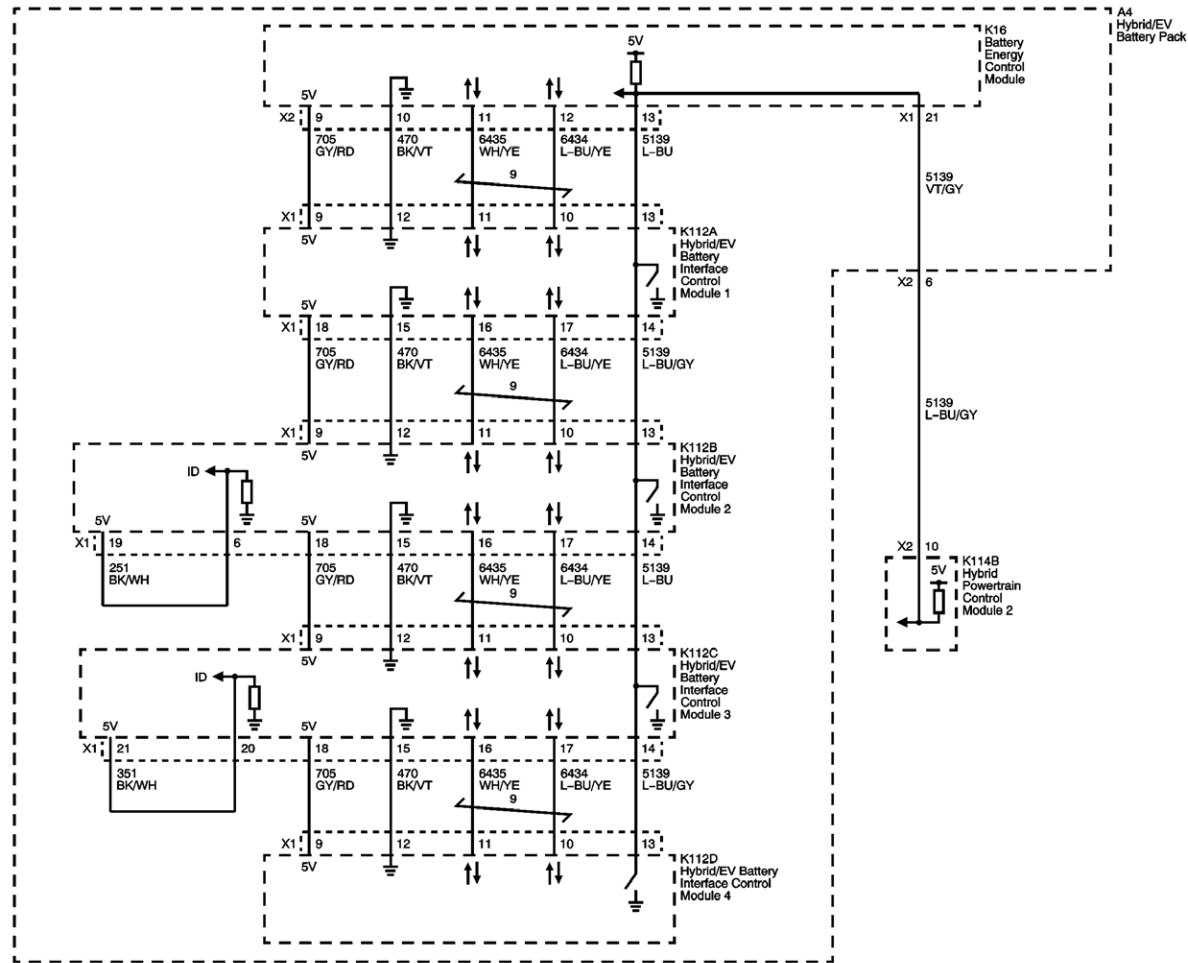 A4
Hybrid/EV
Battery Pack
K16
Battery
Energy
Control
Module
5V
5V
X2 9 10 11 12 13
X1 21
705 470 6435 6434 5139
GY/RD BK/VT WH/YE L-BU/YE L-BU
9
5139
VT/GY
X1 9 12 11 10 13
5V
K112A
Hybrid/EV
Battery
Interface
Control
Module 1
X2 6
5V
X1 18 15 16 17 14
705 470 6435 6434 5139
GY/RD BK/VT WH/YE L-BU/YE L-BU/GY
9
5139
L-BU/GY
X1 9 12 11 10 13
5V
K112B
Hybrid/EV
Battery
Interface
Control
Module 2
ID
5V 5V
X1 19 6 18 15 16 17 14
251 705 470 6435 6434 5139
BK/WH GY/RD BK/VT WH/YE L-BU/YE L-BU
9
X2 10
K114B
Hybrid
Powertrain
Control
Module 2
5V
X1 9 12 11 10 13
5V
K112C
Hybrid/EV
Battery
Interface
Control
Module 3
ID
5V 5V
X1 21 20 18 15 16 17 14
351 705 470 6435 6434 5139
BK/WH GY/RD BK/VT WH/YE L-BU/YE L-BU/GY
9
X1 9 12 11 10 13
5V
K112D
Hybrid/EV Battery
Interface Control
Module 4